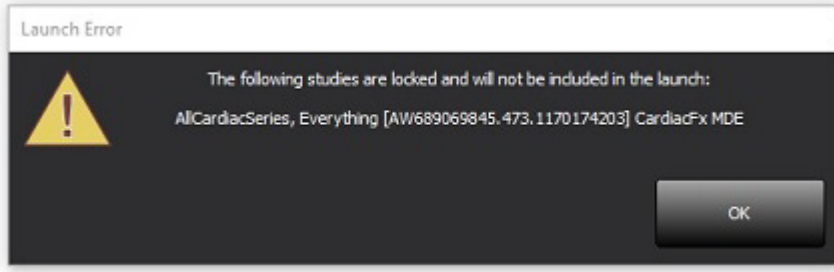 Launch Error
The following studies are locked and will not be included in the launch:
AllCardiacSeries, Everything [AW689069845.473.1170174203] CardiacFx MDE
OK